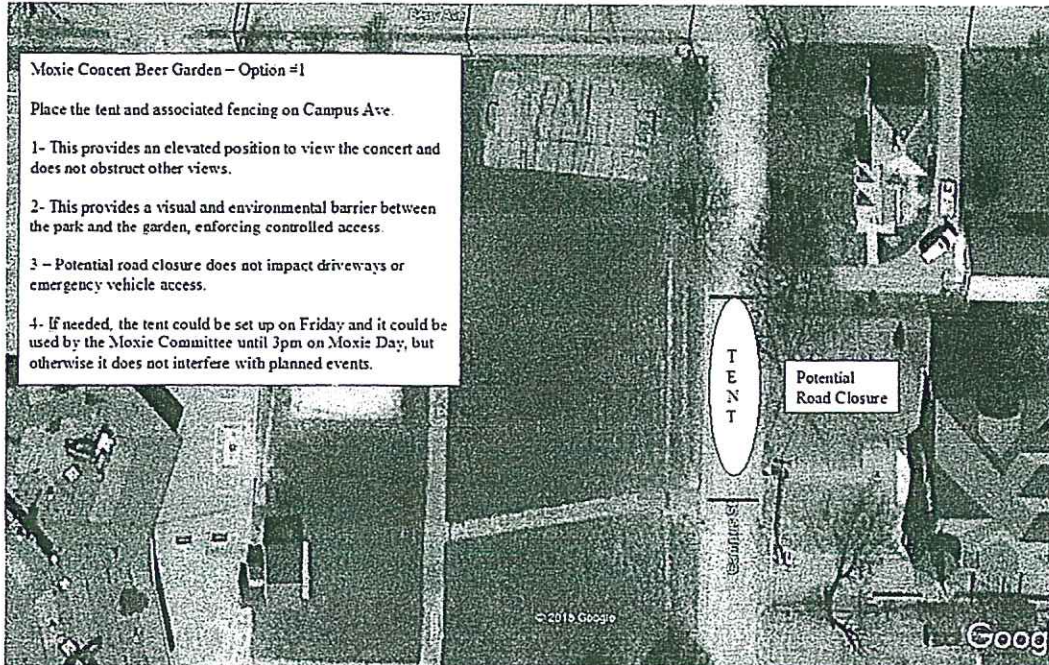 Moxie Concert Beer Garden – Option #1
Place the tent and associated fencing on Campus Ave.
1- This provides an elevated position to view the concert and
does not obstruct other views.
2- This provides a visual and environmental barrier between
the park and the garden, enforcing controlled access.
3 – Potential road closure does not impact driveways or
emergency vehicle access.
4- If needed, the tent could be set up on Friday and it could be
used by the Moxie Committee until 3pm on Moxie Day, but
otherwise it does not interfere with planned events.
T
E
N
T
Potential
Road Closure
Campus St
© 2015 Google
Goog